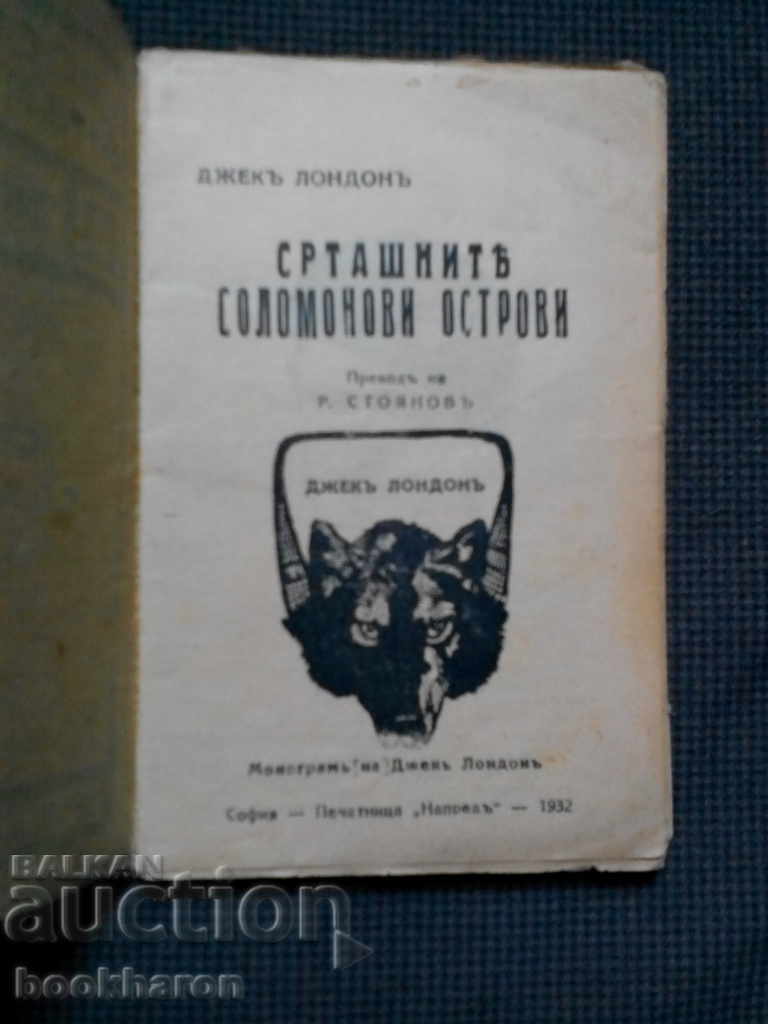 ДЖЕКЪ ЛОНДОНЪ
СРТАШНИТѢ
СОЛОМОНОВИ ОСТРОВИ
Преводъ на
Р. СТОЯНОВЪ
ДЖЕКЪ ЛОНДОНЪ
Монограмъ на Джекъ Лондонъ
София — Печатница „Напредъ" — 1932
BALKAN
auction
bookharon